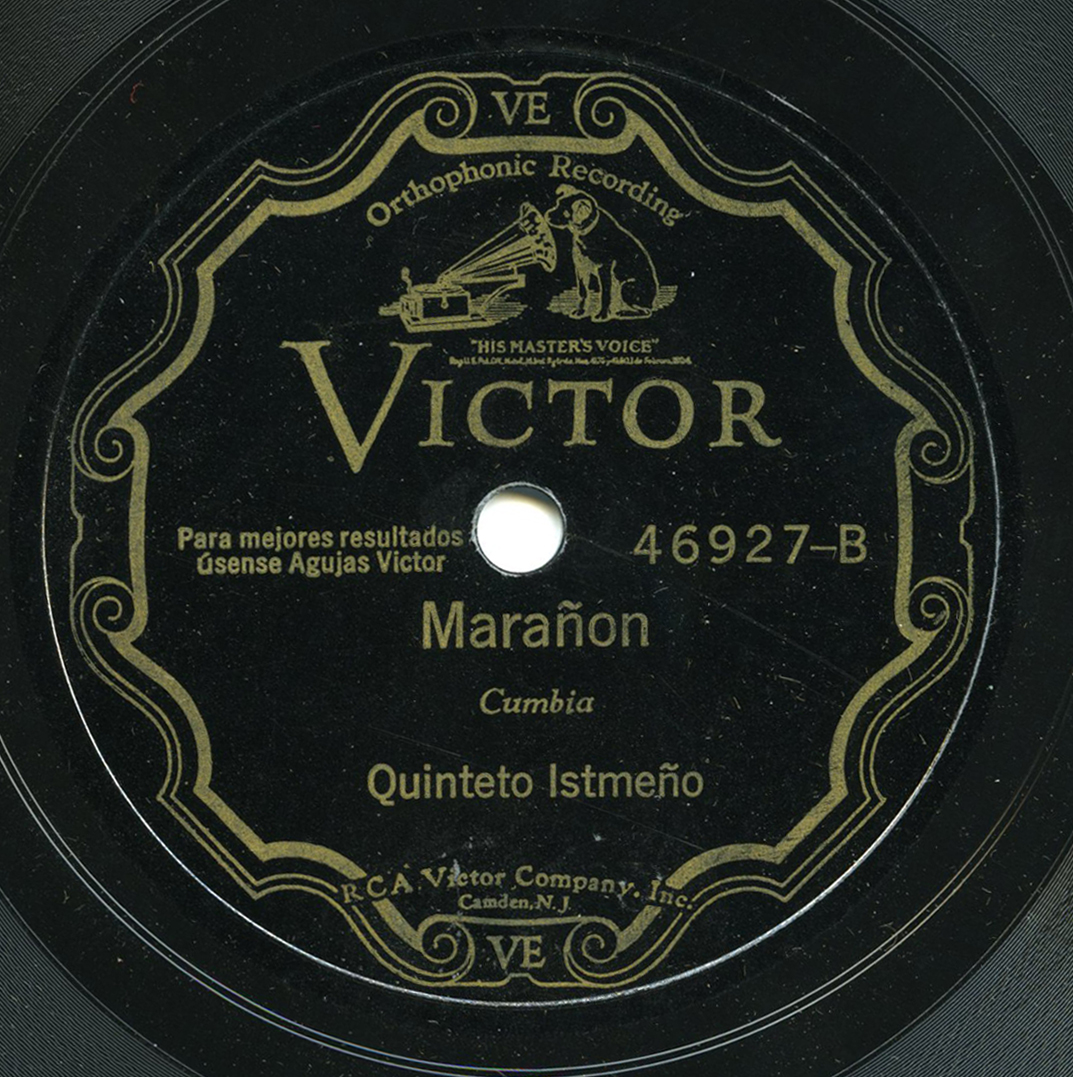 VE
Orthophonic Recording
"HIS MASTER'S VOICE"
VICTOR
Para mejores resultados
úsense Agujas Victor
46927-B
Marañon
Cumbia
Quinteto Istmeño
RCA Victor Company, Inc.
Camden, N. J.
VE